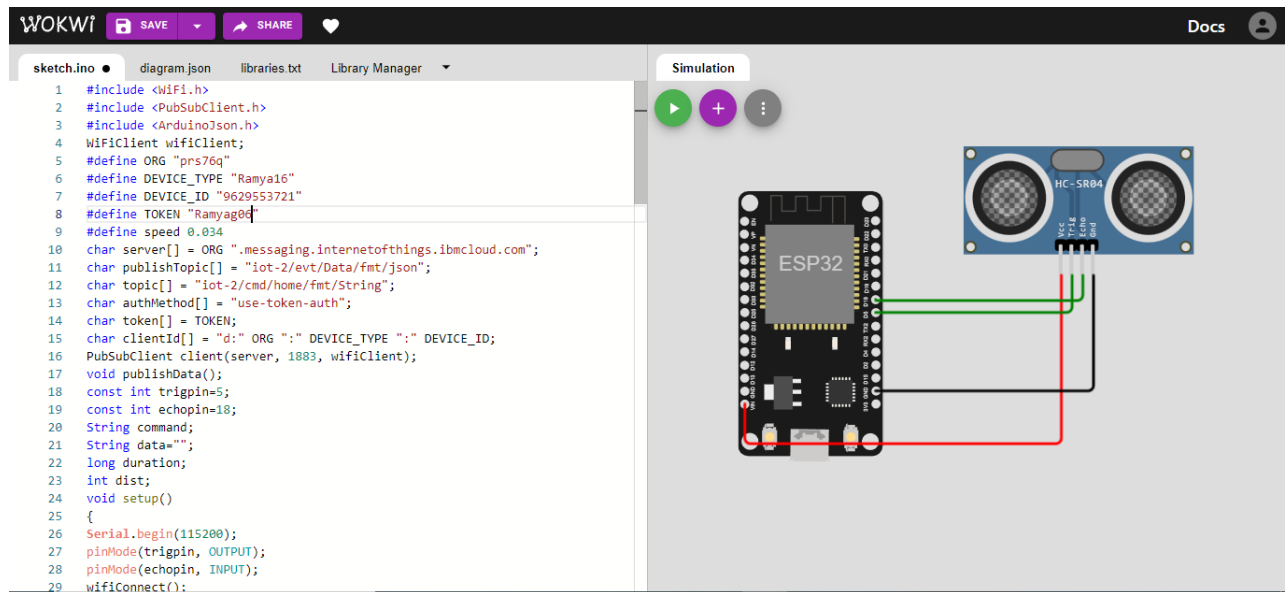 WOKWi SAVE SHARE Docs
sketch.ino ● diagram.json libraries.txt Library Manager
Simulation
1 #include <WiFi.h>
2 #include <PubSubClient.h>
3 #include <ArduinoJson.h>
4 WiFiClient wifiClient;
5 #define ORG "prs76q"
6 #define DEVICE_TYPE "Ramya16"
7 #define DEVICE_ID "9629553721"
8 #define TOKEN "Ramyag06"
9 #define speed 0.034
10 char server[] = ORG ".messaging.internetofthings.ibmcloud.com";
11 char publishTopic[] = "iot-2/evt/Data/fmt/json";
12 char topic[] = "iot-2/cmd/home/fmt/String";
13 char authMethod[] = "use-token-auth";
14 char token[] = TOKEN;
15 char clientId[] = "d:" ORG ":" DEVICE_TYPE ":" DEVICE_ID;
16 PubSubClient client(server, 1883, wifiClient);
17 void publishData();
18 const int trigpin=5;
19 const int echopin=18;
20 String command;
21 String data="";
22 long duration;
23 int dist;
24 void setup()
25 {
26 Serial.begin(115200);
27 pinMode(trigpin, OUTPUT);
28 pinMode(echopin, INPUT);
29 wifiConnect();
HC-SR04
Vcc
Trig
Echo
Gnd
ESP32